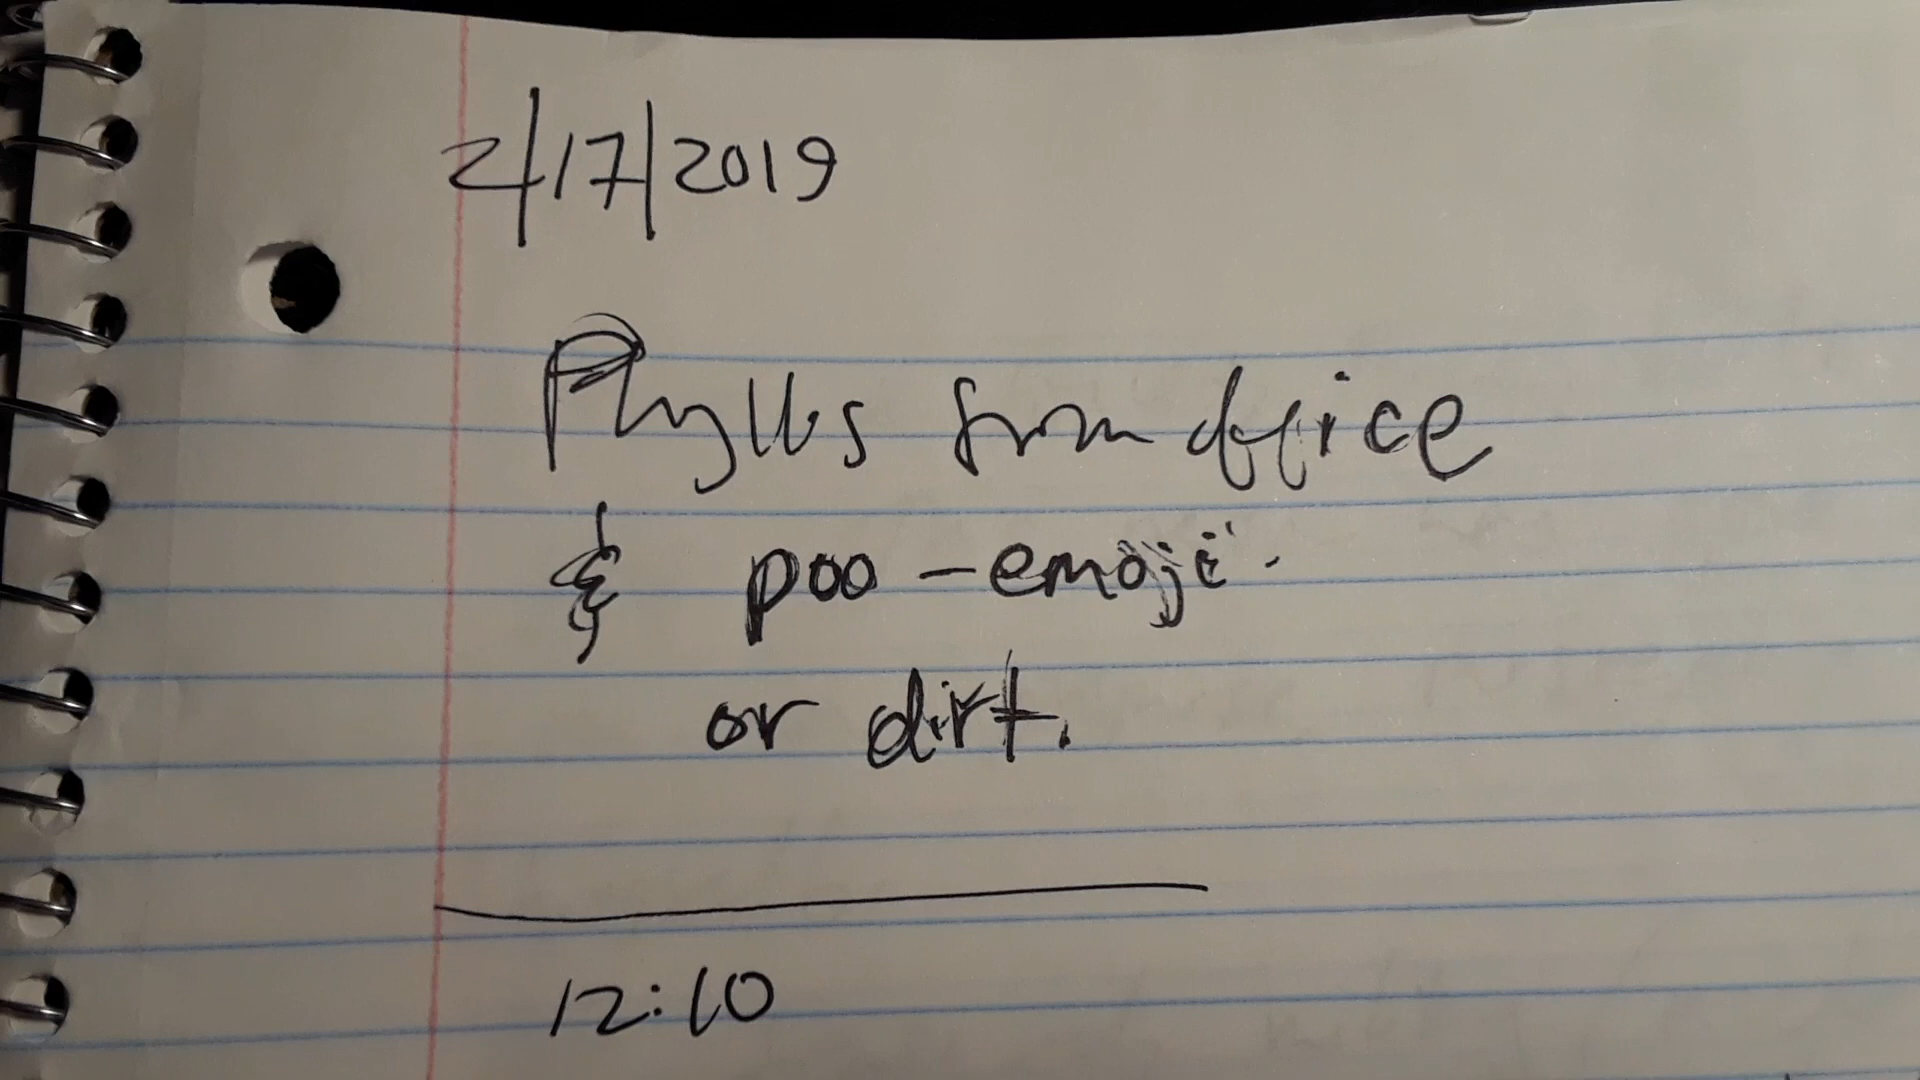 2/17/2019
Phyllis from office
& poo-emoji.
or dirt.
12:10